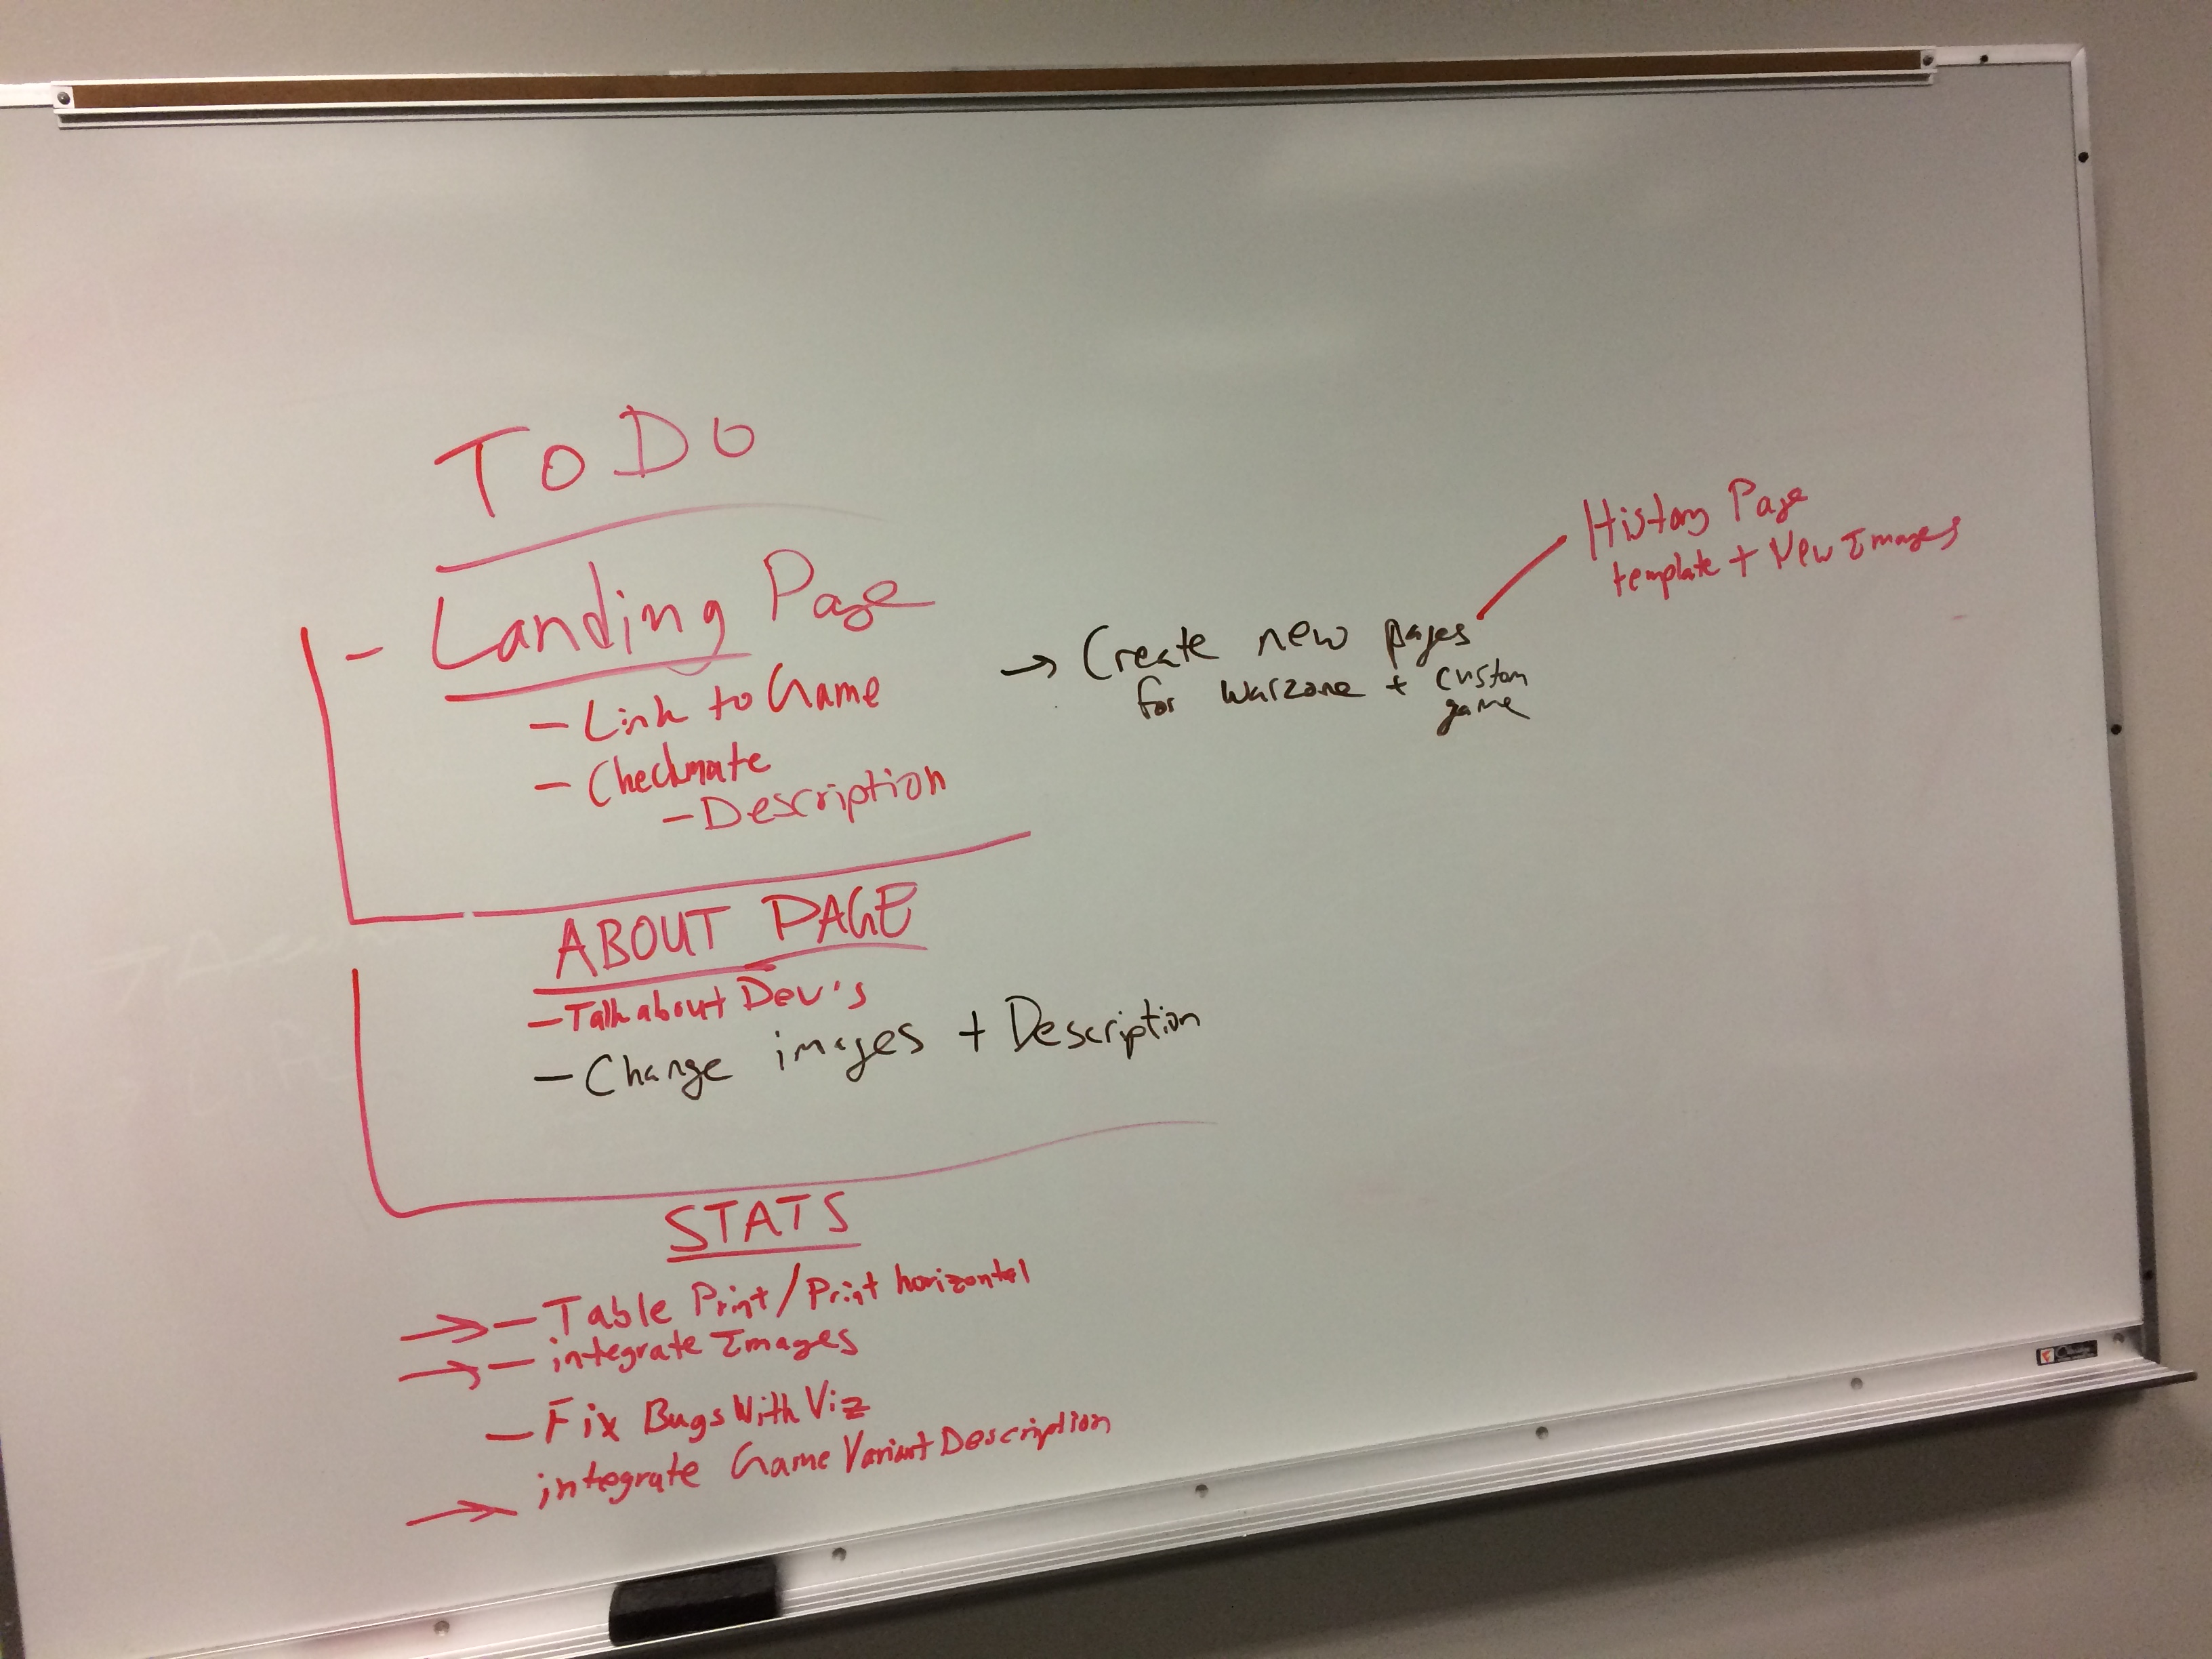 To Do
- Landing Page
- Link to Game
- Checkmate
- Description
→ Create new pages
for warzone + custom
game
History Page
template + New Images
ABOUT PAGE
- Talk about Dev's
- Change images + Description
STATS
→ - Table Print/Print horizontal
→ - integrate Images
- Fix Bugs With Viz
→ integrate Game Variant Description